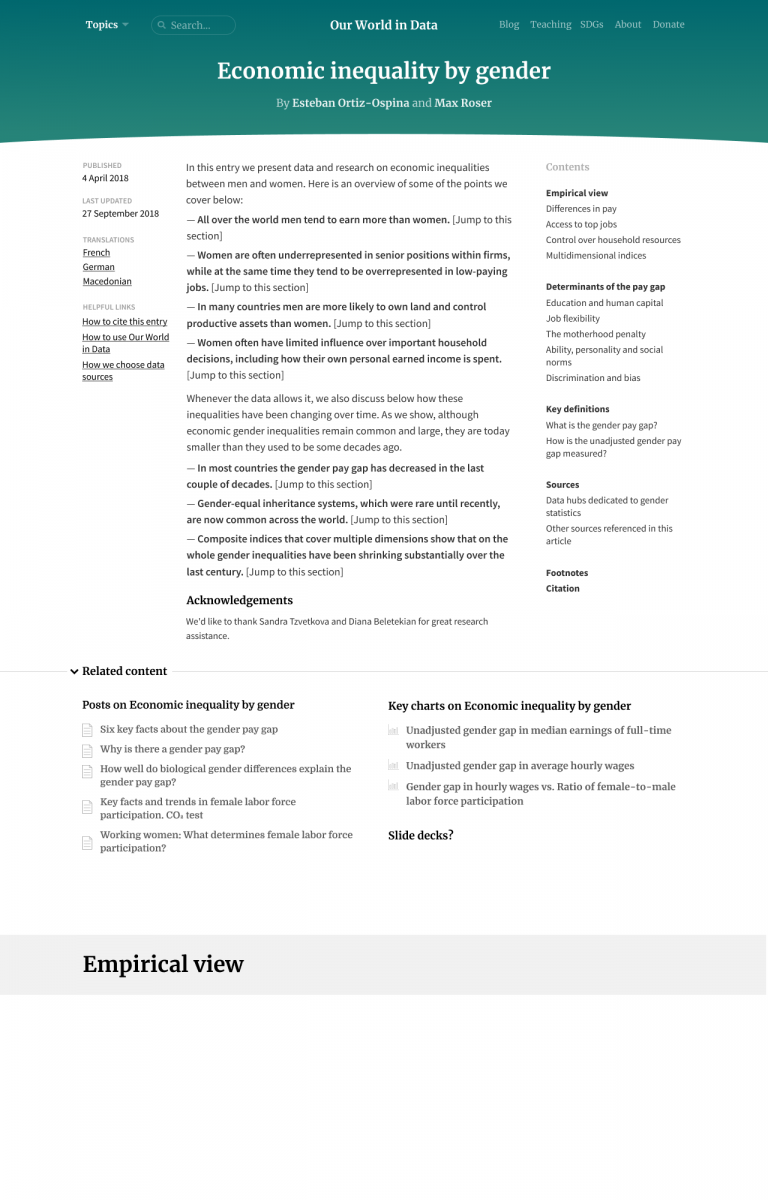 Topics
Search...
Our World in Data
Blog Teaching SDGs About Donate
Economic inequality by gender
By Esteban Ortiz-Ospina and Max Roser
PUBLISHED
4 April 2018
LAST UPDATED
27 September 2018
TRANSLATIONS
French
German
Macedonian
HELPFUL LINKS
How to cite this entry
How to use Our World
in Data
How we choose data
sources
In this entry we present data and research on economic inequalities
between men and women. Here is an overview of some of the points we
cover below:
— All over the world men tend to earn more than women. [Jump to this
section]
— Women are often underrepresented in senior positions within firms,
while at the same time they tend to be overrepresented in low-paying
jobs. [Jump to this section]
— In many countries men are more likely to own land and control
productive assets than women. [Jump to this section]
— Women often have limited influence over important household
decisions, including how their own personal earned income is spent.
[Jump to this section]
Whenever the data allows it, we also discuss below how these
inequalities have been changing over time. As we show, although
economic gender inequalities remain common and large, they are today
smaller than they used to be some decades ago.
— In most countries the gender pay gap has decreased in the last
couple of decades. [Jump to this section]
— Gender-equal inheritance systems, which were rare until recently,
are now common across the world. [Jump to this section]
— Composite indices that cover multiple dimensions show that on the
whole gender inequalities have been shrinking substantially over the
last century. [Jump to this section]
Acknowledgements
We'd like to thank Sandra Tzvetkova and Diana Beletekian for great research
assistance.
Contents
Empirical view
Differences in pay
Access to top jobs
Control over household resources
Multidimensional indices
Determinants of the pay gap
Education and human capital
Job flexibility
The motherhood penalty
Ability, personality and social
norms
Discrimination and bias
Key definitions
What is the gender pay gap?
How is the unadjusted gender pay
gap measured?
Sources
Data hubs dedicated to gender
statistics
Other sources referenced in this
article
Footnotes
Citation
Related content
Posts on Economic inequality by gender
Six key facts about the gender pay gap
Why is there a gender pay gap?
How well do biological gender differences explain the
gender pay gap?
Key facts and trends in female labor force
participation. CO₂ test
Working women: What determines female labor force
participation?
Key charts on Economic inequality by gender
Unadjusted gender gap in median earnings of full-time
workers
Unadjusted gender gap in average hourly wages
Gender gap in hourly wages vs. Ratio of female-to-male
labor force participation
Slide decks?
Empirical view